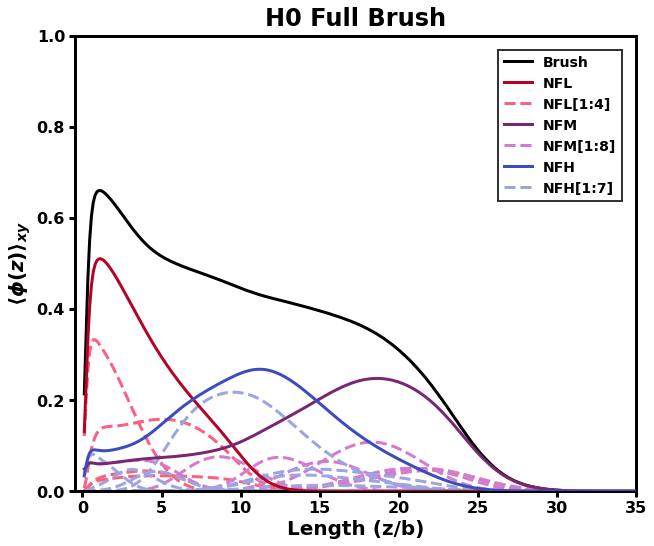 H0 Full Brush
⟨ϕ(z)⟩xy
1.0
0.8
0.6
0.4
0.2
0.0
0 5 10 15 20 25 30 35
Length (z/b)
Brush
NFL
NFL[1:4]
NFM
NFM[1:8]
NFH
NFH[1:7]